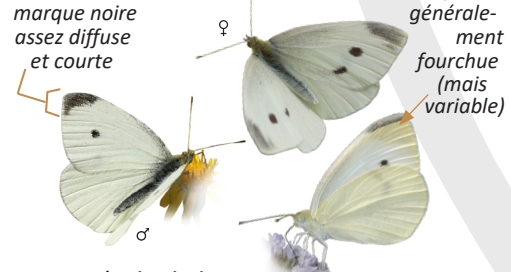 marque noire
assez diffuse
et courte
♀
générale-
ment
fourchue
(mais
variable)
♂